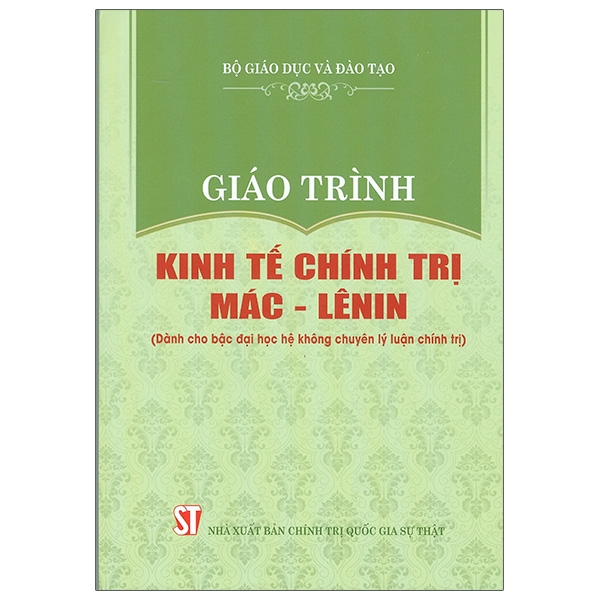 BỘ GIÁO DỤC VÀ ĐÀO TẠO
GIÁO TRÌNH
KINH TẾ CHÍNH TRỊ
MÁC - LÊNIN
(Dành cho bậc đại học hệ không chuyên lý luận chính trị)
ST
NHÀ XUẤT BẢN CHÍNH TRỊ QUỐC GIA SỰ THẬT